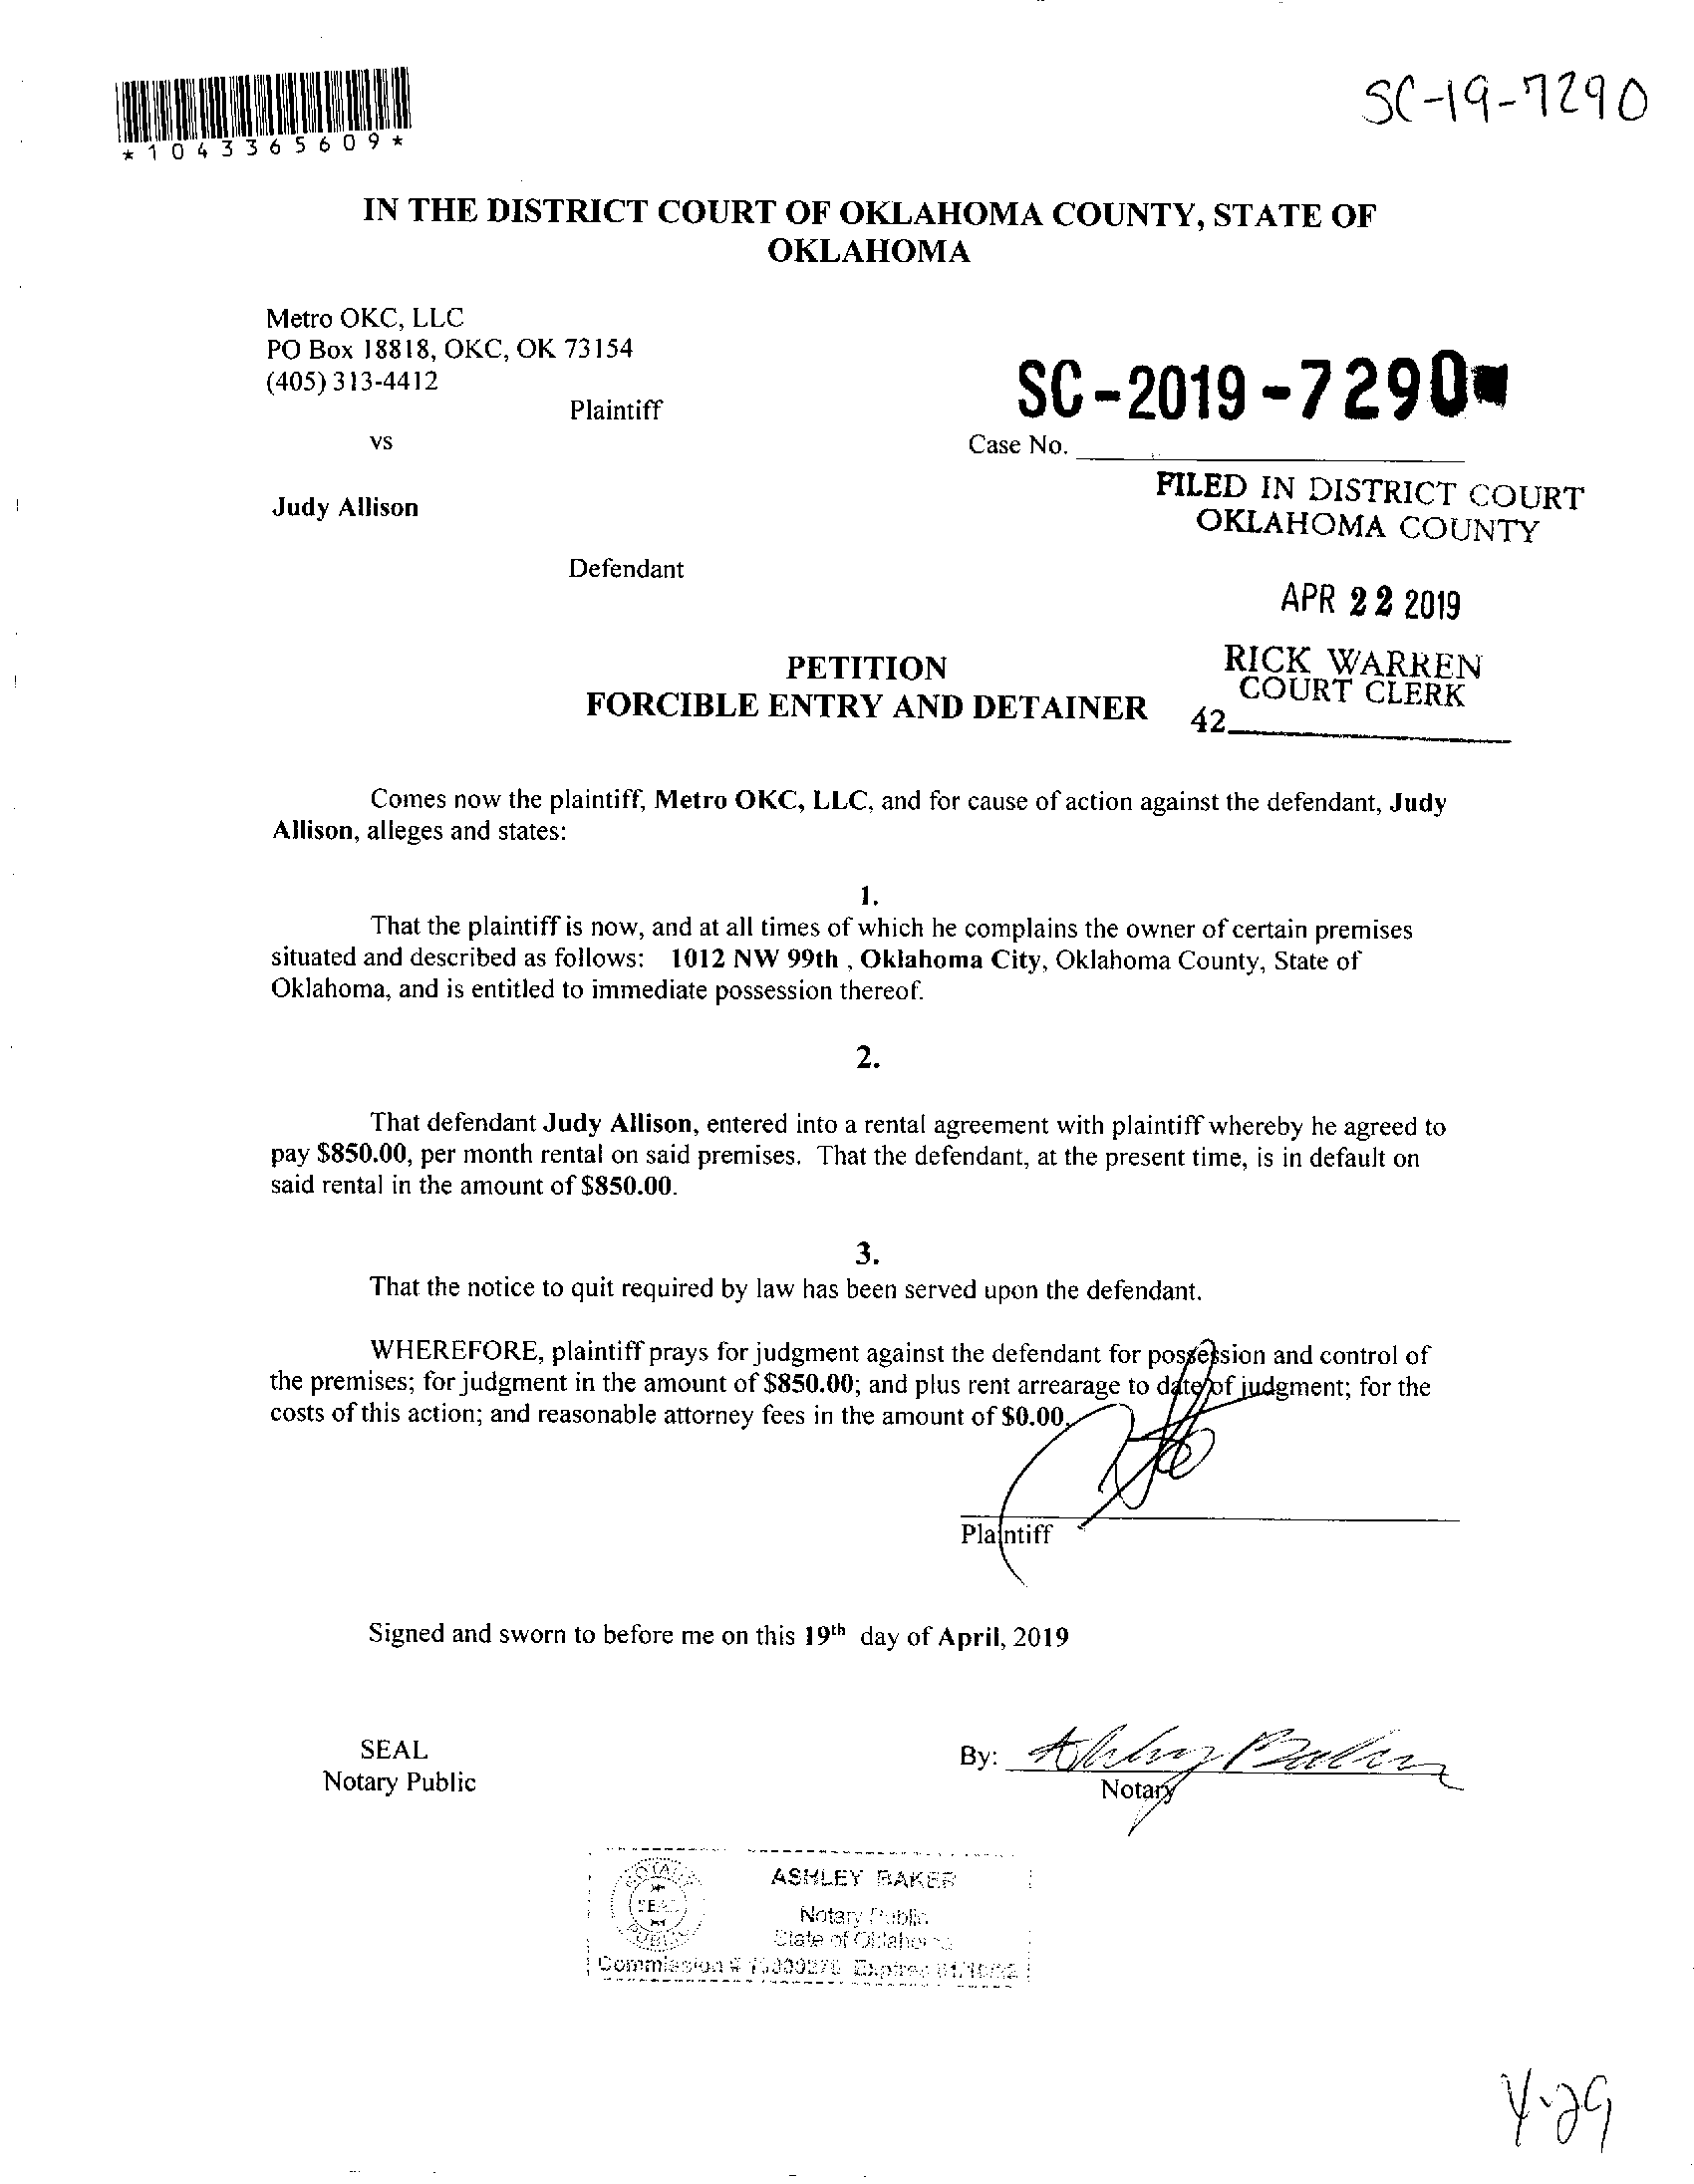 SC-19-7290
*1043365609*
IN THE DISTRICT COURT OF OKLAHOMA COUNTY, STATE OF
OKLAHOMA
Metro OKC, LLC
PO Box 18818, OKC, OK 73154
(405) 313-4412
Plaintiff
vs
SC-2019-7290
Case No.
Judy Allison
FILED IN DISTRICT COURT
OKLAHOMA COUNTY
Defendant
APR 22 2019
PETITION
FORCIBLE ENTRY AND DETAINER
RICK WARREN
COURT CLERK
42
Comes now the plaintiff, Metro OKC, LLC, and for cause of action against the defendant, Judy
Allison, alleges and states:
1.
That the plaintiff is now, and at all times of which he complains the owner of certain premises
situated and described as follows: 1012 NW 99th , Oklahoma City, Oklahoma County, State of
Oklahoma, and is entitled to immediate possession thereof.
2.
That defendant Judy Allison, entered into a rental agreement with plaintiff whereby he agreed to
pay $850.00, per month rental on said premises. That the defendant, at the present time, is in default on
said rental in the amount of $850.00.
3.
That the notice to quit required by law has been served upon the defendant.
WHEREFORE, plaintiff prays for judgment against the defendant for possession and control of
the premises; for judgment in the amount of $850.00; and plus rent arrearage to date of judgment; for the
costs of this action; and reasonable attorney fees in the amount of $0.00.
Plaintiff
Signed and sworn to before me on this 19th day of April, 2019
SEAL
Notary Public
By: Ashley Baker
Notary
ASHLEY BAKER
Notary Public
State of Oklahoma
Commission # Expires
4-29